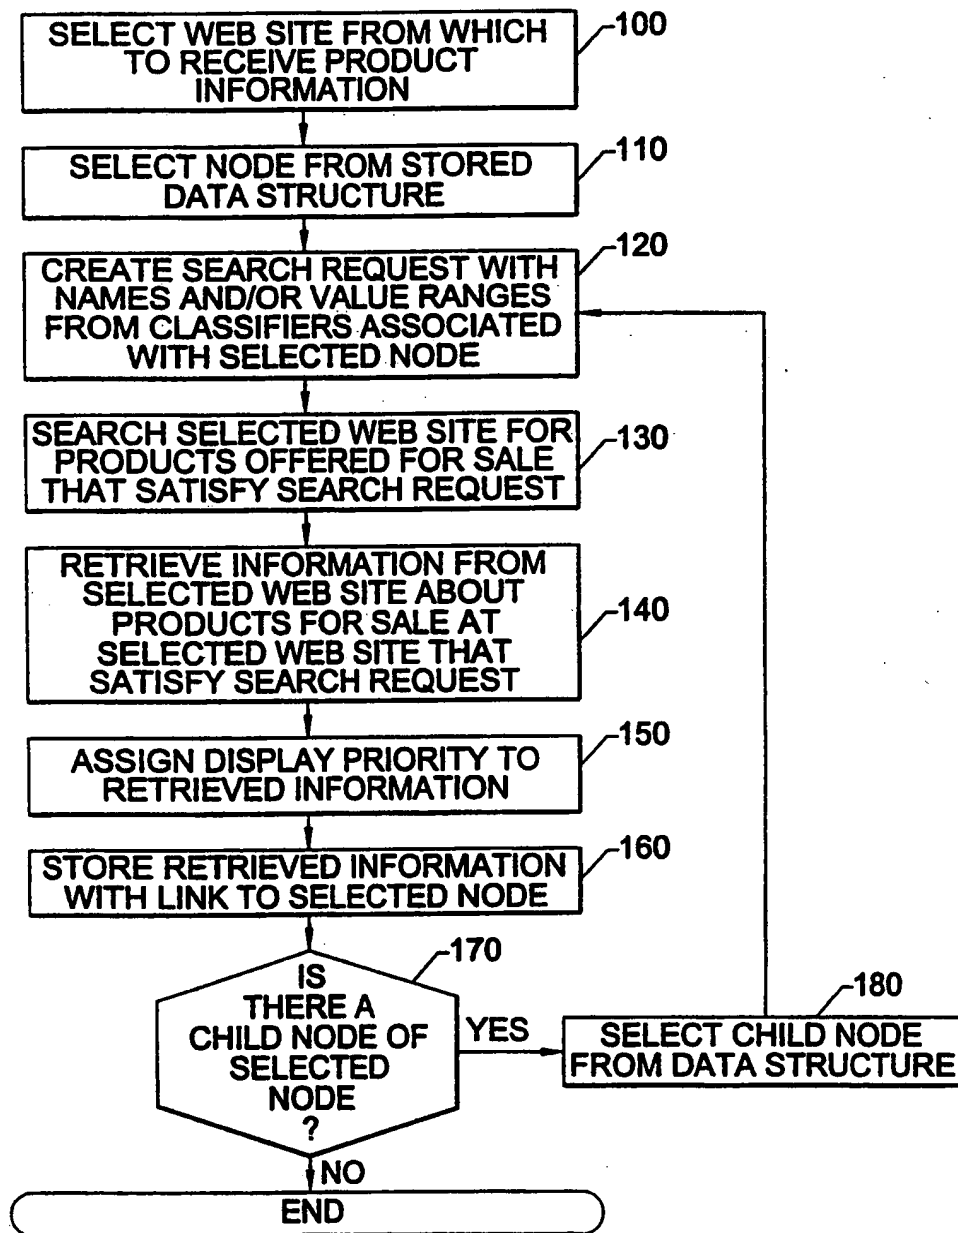 SELECT WEB SITE FROM WHICH
TO RECEIVE PRODUCT
INFORMATION
100
SELECT NODE FROM STORED
DATA STRUCTURE
110
CREATE SEARCH REQUEST WITH
NAMES AND/OR VALUE RANGES
FROM CLASSIFIERS ASSOCIATED
WITH SELECTED NODE
120
SEARCH SELECTED WEB SITE FOR
PRODUCTS OFFERED FOR SALE
THAT SATISFY SEARCH REQUEST
130
RETRIEVE INFORMATION FROM
SELECTED WEB SITE ABOUT
PRODUCTS FOR SALE AT
SELECTED WEB SITE THAT
SATISFY SEARCH REQUEST
140
ASSIGN DISPLAY PRIORITY TO
RETRIEVED INFORMATION
150
STORE RETRIEVED INFORMATION
WITH LINK TO SELECTED NODE
160
IS
THERE A
CHILD NODE OF
SELECTED
NODE
?
170
YES
SELECT CHILD NODE
FROM DATA STRUCTURE
180
NO
END